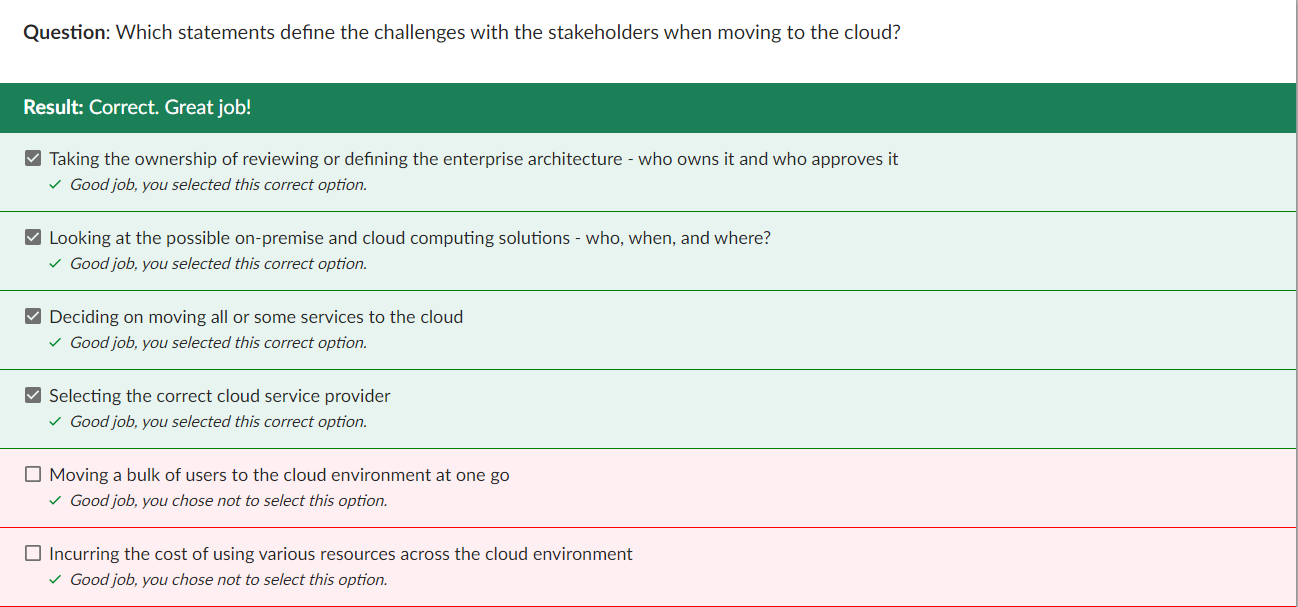 Question: Which statements define the challenges with the stakeholders when moving to the cloud?
Result: Correct. Great job!
Taking the ownership of reviewing or defining the enterprise architecture - who owns it and who approves it
Good job, you selected this correct option.
Looking at the possible on-premise and cloud computing solutions - who, when, and where?
Good job, you selected this correct option.
Deciding on moving all or some services to the cloud
Good job, you selected this correct option.
Selecting the correct cloud service provider
Good job, you selected this correct option.
Moving a bulk of users to the cloud environment at one go
Good job, you chose not to select this option.
Incurring the cost of using various resources across the cloud environment
Good job, you chose not to select this option.